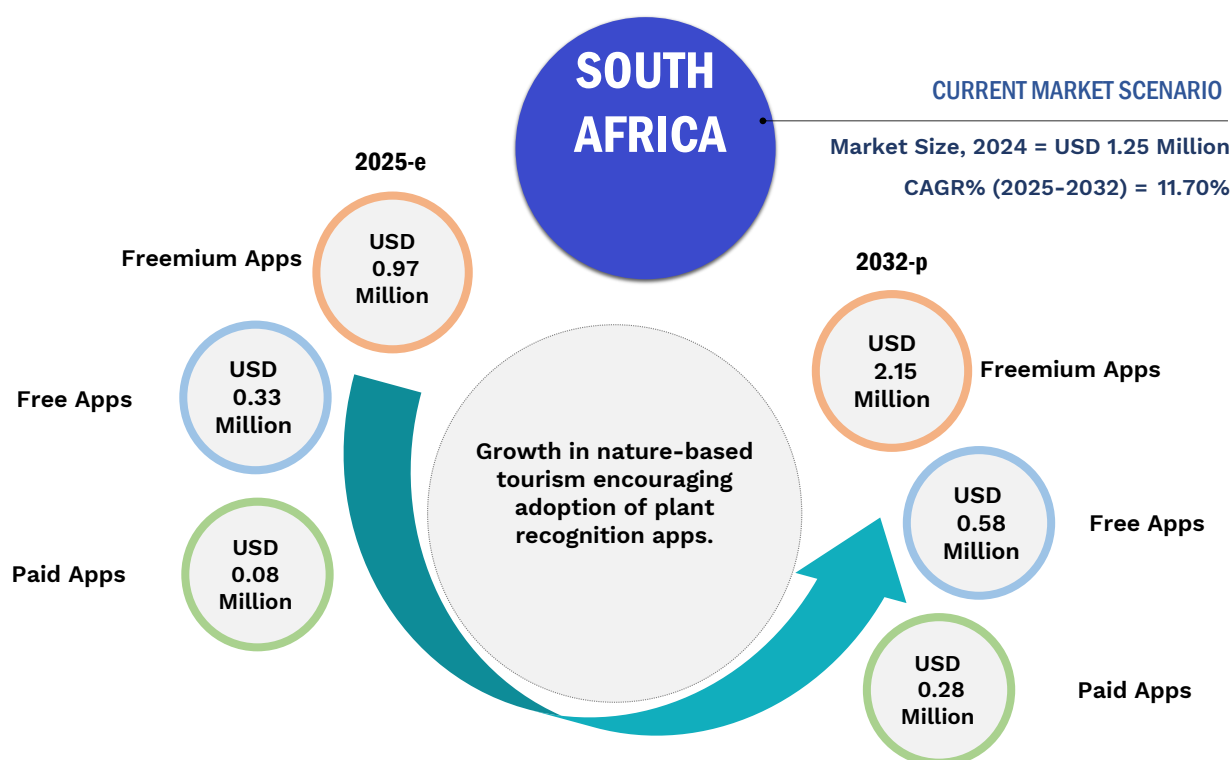 SOUTH
AFRICA
CURRENT MARKET SCENARIO
Market Size, 2024 = USD 1.25 Million
CAGR% (2025-2032) = 11.70%
2025-e
Freemium Apps
USD
0.97
Million
Free Apps
USD
0.33
Million
Paid Apps
USD
0.08
Million
Growth in nature-based
tourism encouraging
adoption of plant
recognition apps.
2032-p
USD
2.15
Million
Freemium Apps
USD
0.58
Million
Free Apps
USD
0.28
Million
Paid Apps